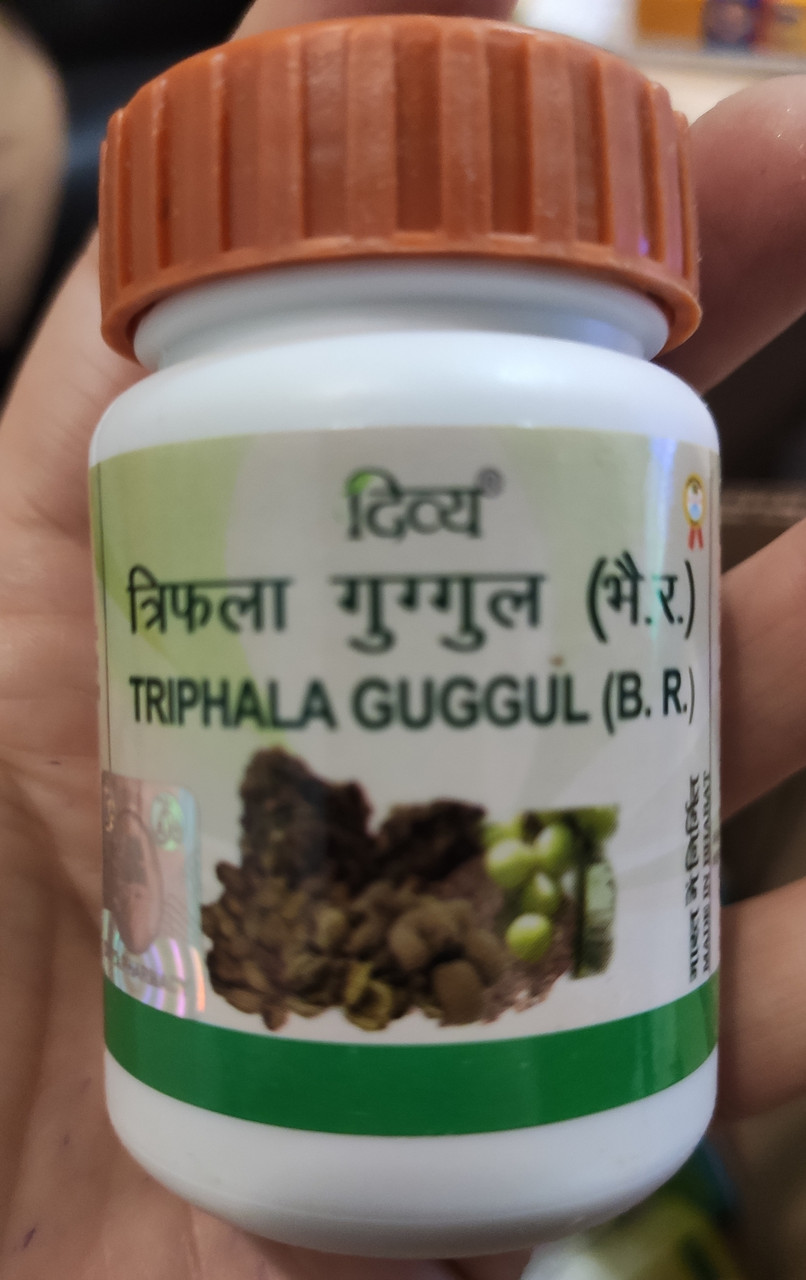 दिव्य®
त्रिफला गुग्गुल (भै.र.)
TRIPHALA GUGGUL (B. R.)
भारत में निर्मित
MADE IN BHARAT